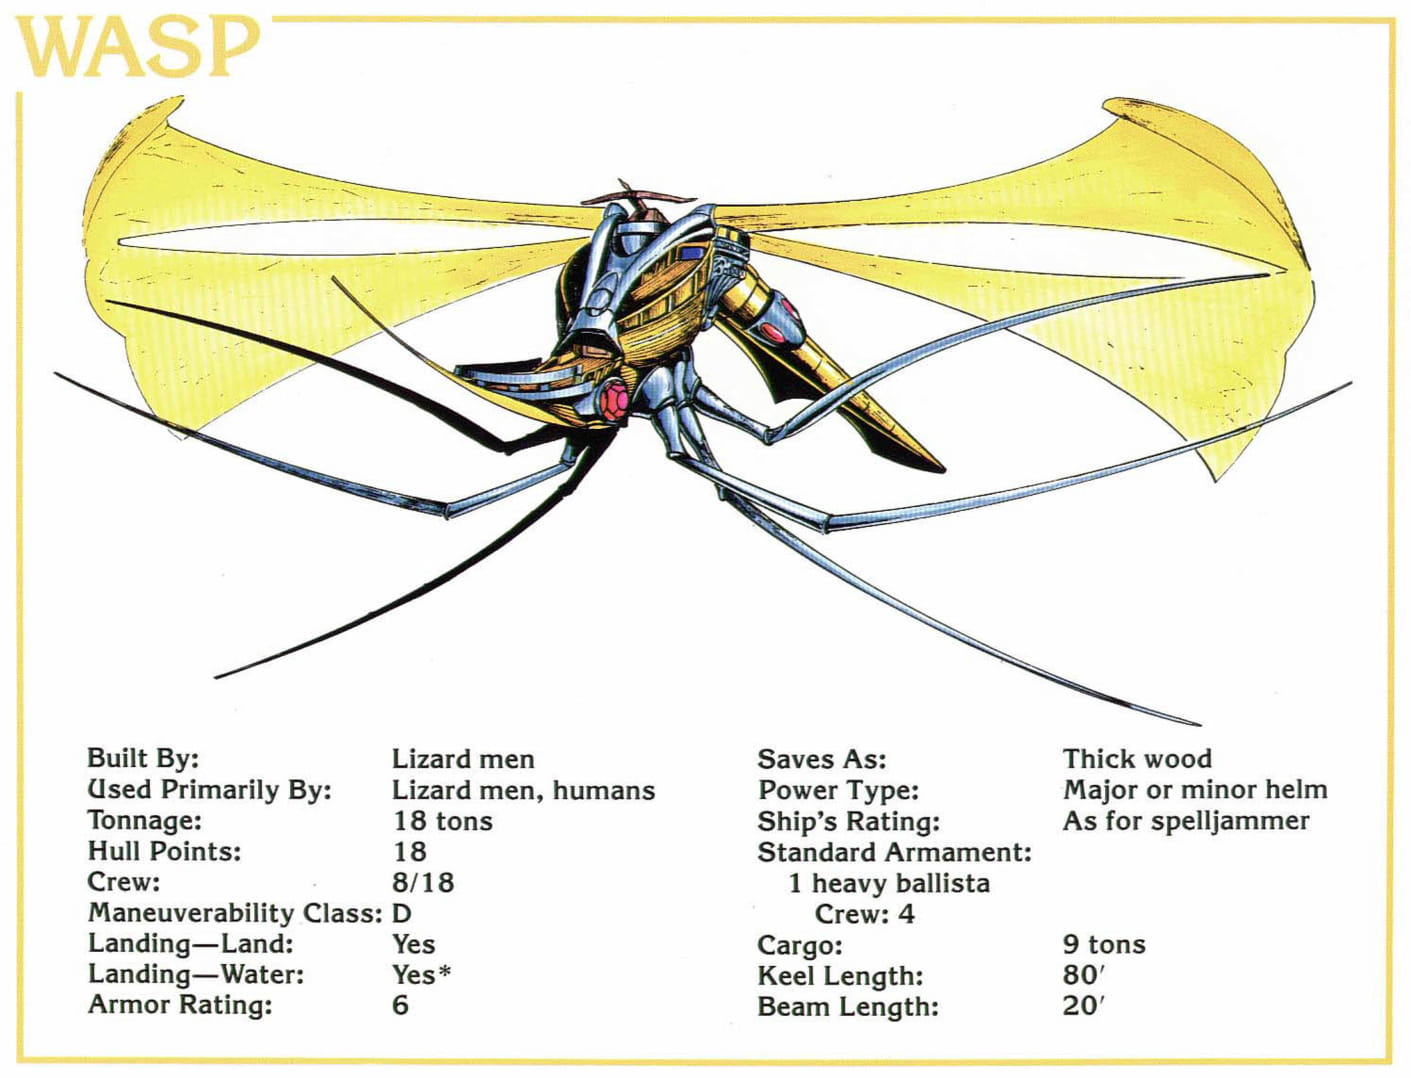 WASP
Built By: Lizard men
Used Primarily By: Lizard men, humans
Tonnage: 18 tons
Hull Points: 18
Crew: 8/18
Maneuverability Class: D
Landing—Land: Yes
Landing—Water: Yes*
Armor Rating: 6
Saves As: Thick wood
Power Type: Major or minor helm
Ship's Rating: As for spelljammer
Standard Armament:
1 heavy ballista
Crew: 4
Cargo: 9 tons
Keel Length: 80'
Beam Length: 20'